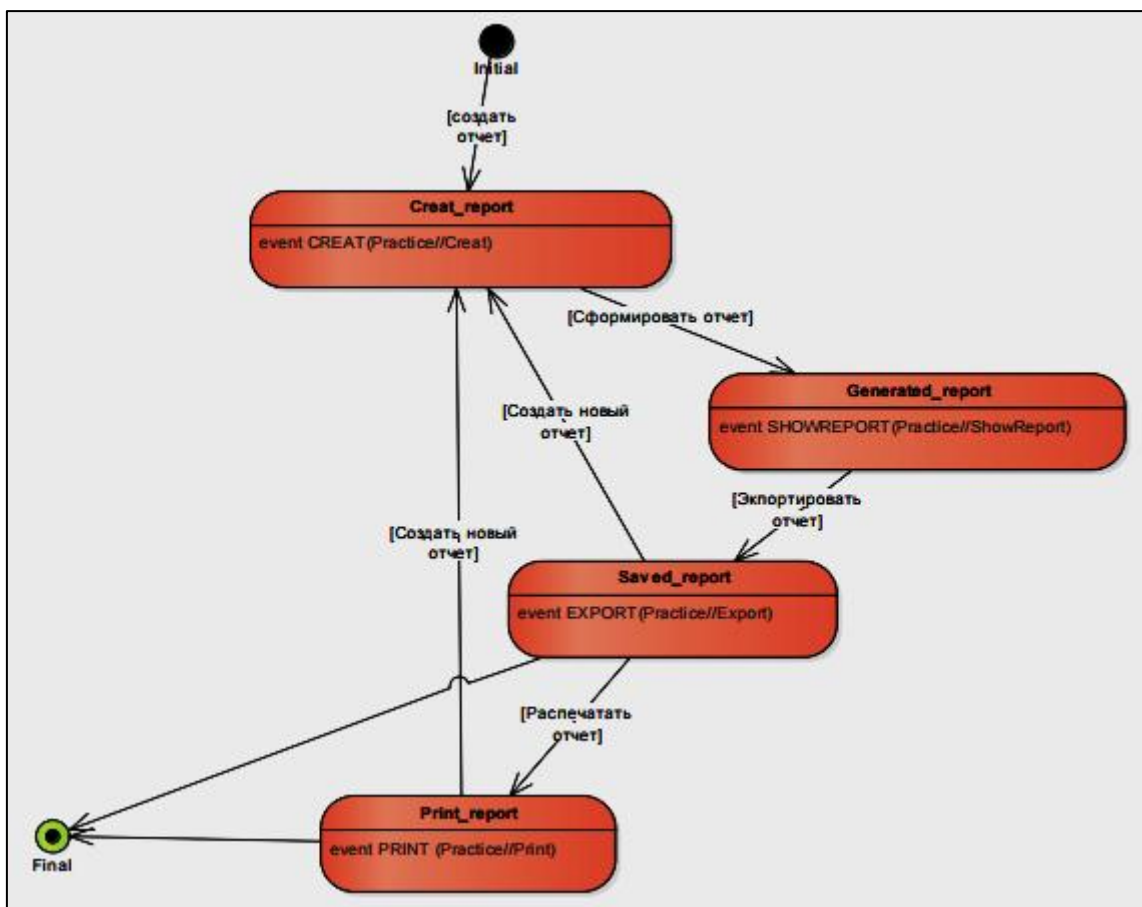 Initial
[создать
отчет]
Creat_report
event CREAT(Practice//Creat)
[Сформировать отчет]
Generated_report
event SHOWREPORT(Practice//ShowReport)
[Создать новый
отчет]
[Экпортировать
отчет]
[Создать новый
отчет]
Saved_report
event EXPORT(Practice//Export)
[Распечатать
отчет]
Print_report
event PRINT (Practice//Print)
Final